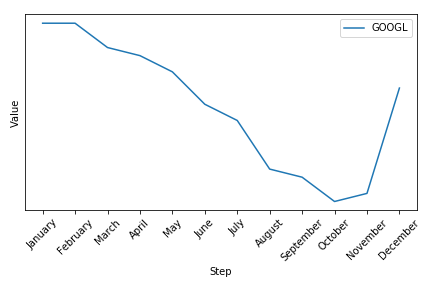 GOOGL
Value
January
February
March
April
May
June
July
August
September
October
November
December
Step